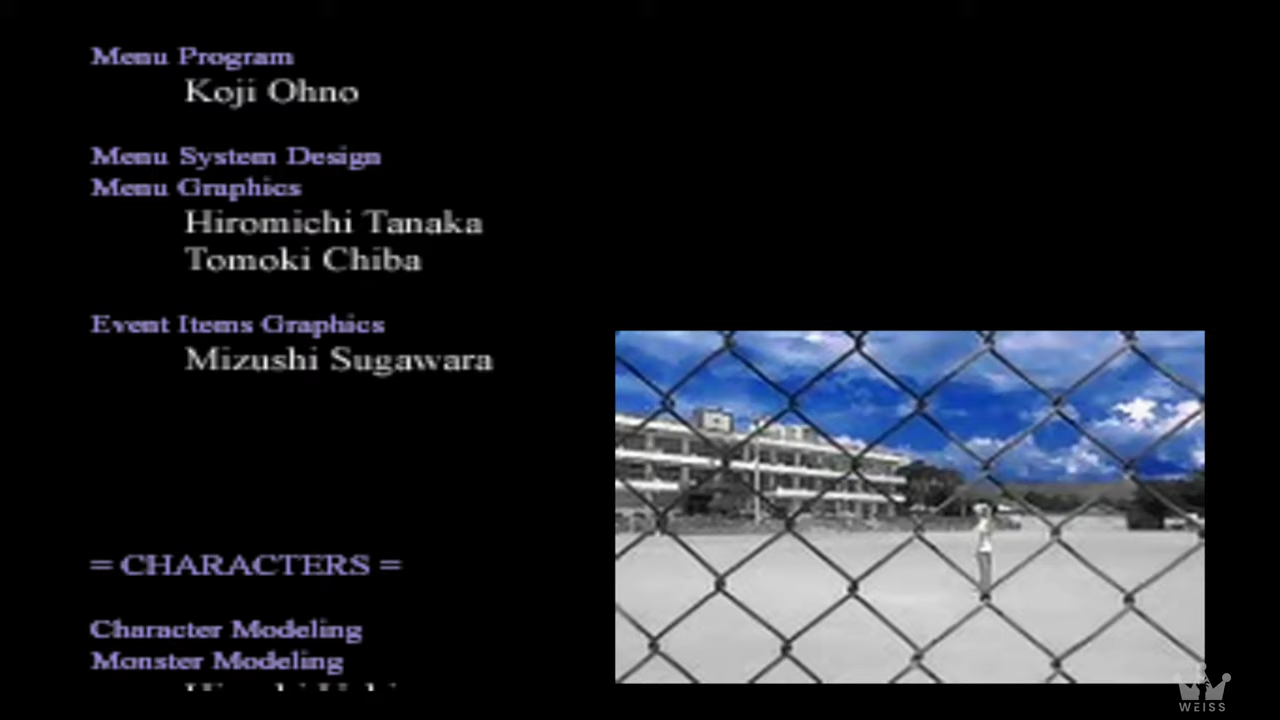 Menu Program
Koji Ohno
Menu System Design
Menu Graphics
Hiromichi Tanaka
Tomoki Chiba
Event Items Graphics
Mizushi Sugawara
= CHARACTERS =
Character Modeling
Monster Modeling
WEISS